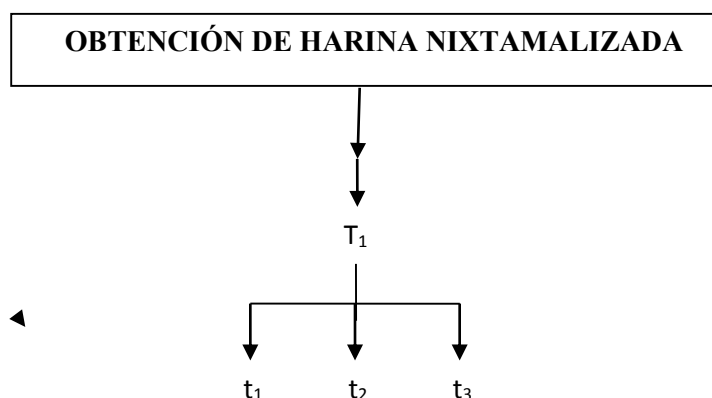 OBTENCIÓN DE HARINA NIXTAMALIZADA
T₁
t₁ t₂ t₃